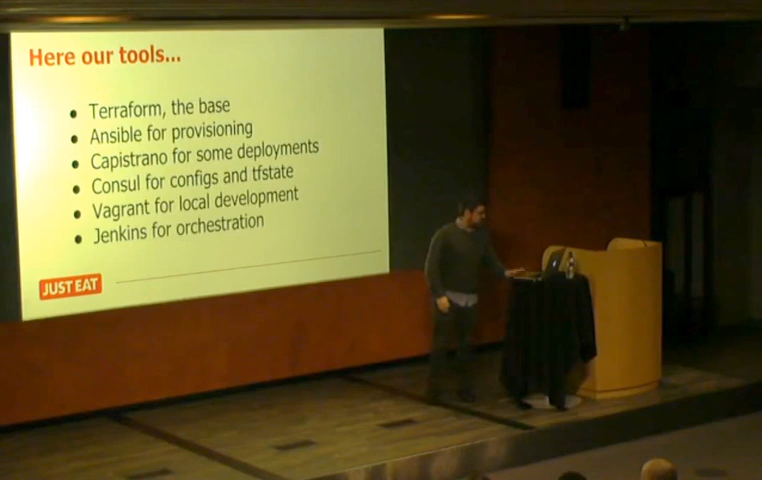 Here our tools...
● Terraform, the base
● Ansible for provisioning
● Capistrano for some deployments
● Consul for configs and tfstate
● Vagrant for local development
● Jenkins for orchestration
JUST EAT